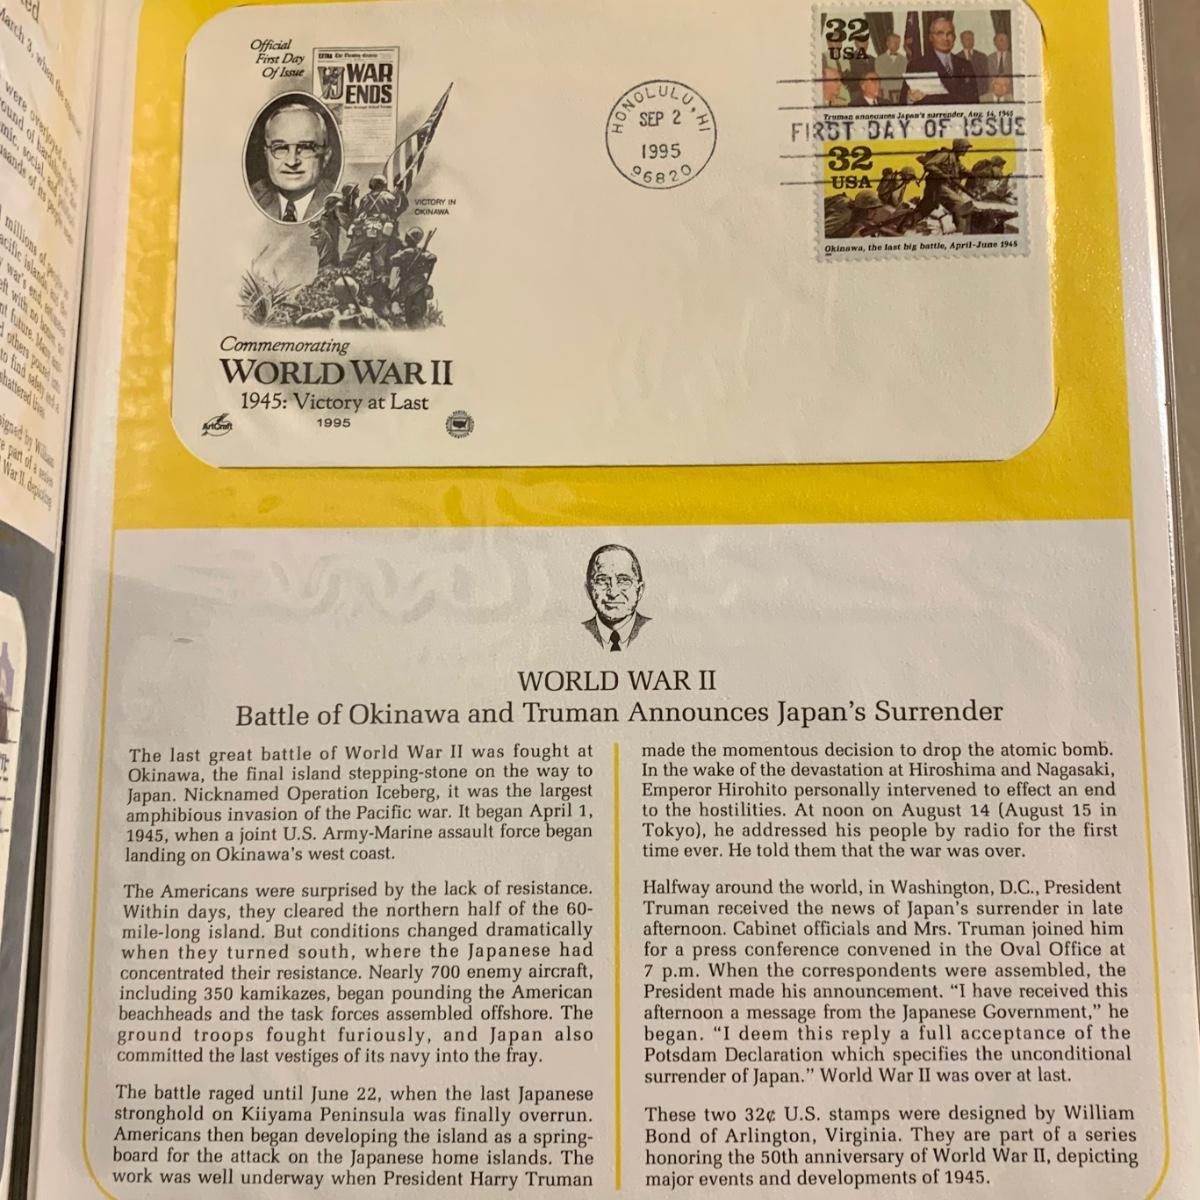 Official
First Day
Of Issue
EXTRA
WAR
ENDS
VICTORY IN
OKINAWA
Commemorating
WORLD WAR II
1945: Victory at Last
1995
ArtCraft
HONOLULU, HI
SEP 2
1995
96820
32
USA
Truman announces Japan's surrender, Aug. 14, 1945
FIRST DAY OF ISSUE
32
USA
Okinawa, the last big battle, April-June 1945
WORLD WAR II
Battle of Okinawa and Truman Announces Japan's Surrender
The last great battle of World War II was fought at
Okinawa, the final island stepping-stone on the way to
Japan. Nicknamed Operation Iceberg, it was the largest
amphibious invasion of the Pacific war. It began April 1,
1945, when a joint U.S. Army-Marine assault force began
landing on Okinawa's west coast.
The Americans were surprised by the lack of resistance.
Within days, they cleared the northern half of the 60-
mile-long island. But conditions changed dramatically
when they turned south, where the Japanese had
concentrated their resistance. Nearly 700 enemy aircraft,
including 350 kamikazes, began pounding the American
beachheads and the task forces assembled offshore. The
ground troops fought furiously, and Japan also
committed the last vestiges of its navy into the fray.
The battle raged until June 22, when the last Japanese
stronghold on Kiiyama Peninsula was finally overrun.
Americans then began developing the island as a spring-
board for the attack on the Japanese home islands. The
work was well underway when President Harry Truman
made the momentous decision to drop the atomic bomb.
In the wake of the devastation at Hiroshima and Nagasaki,
Emperor Hirohito personally intervened to effect an end
to the hostilities. At noon on August 14 (August 15 in
Tokyo), he addressed his people by radio for the first
time ever. He told them that the war was over.
Halfway around the world, in Washington, D.C., President
Truman received the news of Japan's surrender in late
afternoon. Cabinet officials and Mrs. Truman joined him
for a press conference convened in the Oval Office at
7 p.m. When the correspondents were assembled, the
President made his announcement. "I have received this
afternoon a message from the Japanese Government," he
began. "I deem this reply a full acceptance of the
Potsdam Declaration which specifies the unconditional
surrender of Japan." World War II was over at last.
These two 32¢ U.S. stamps were designed by William
Bond of Arlington, Virginia. They are part of a series
honoring the 50th anniversary of World War II, depicting
major events and developments of 1945.